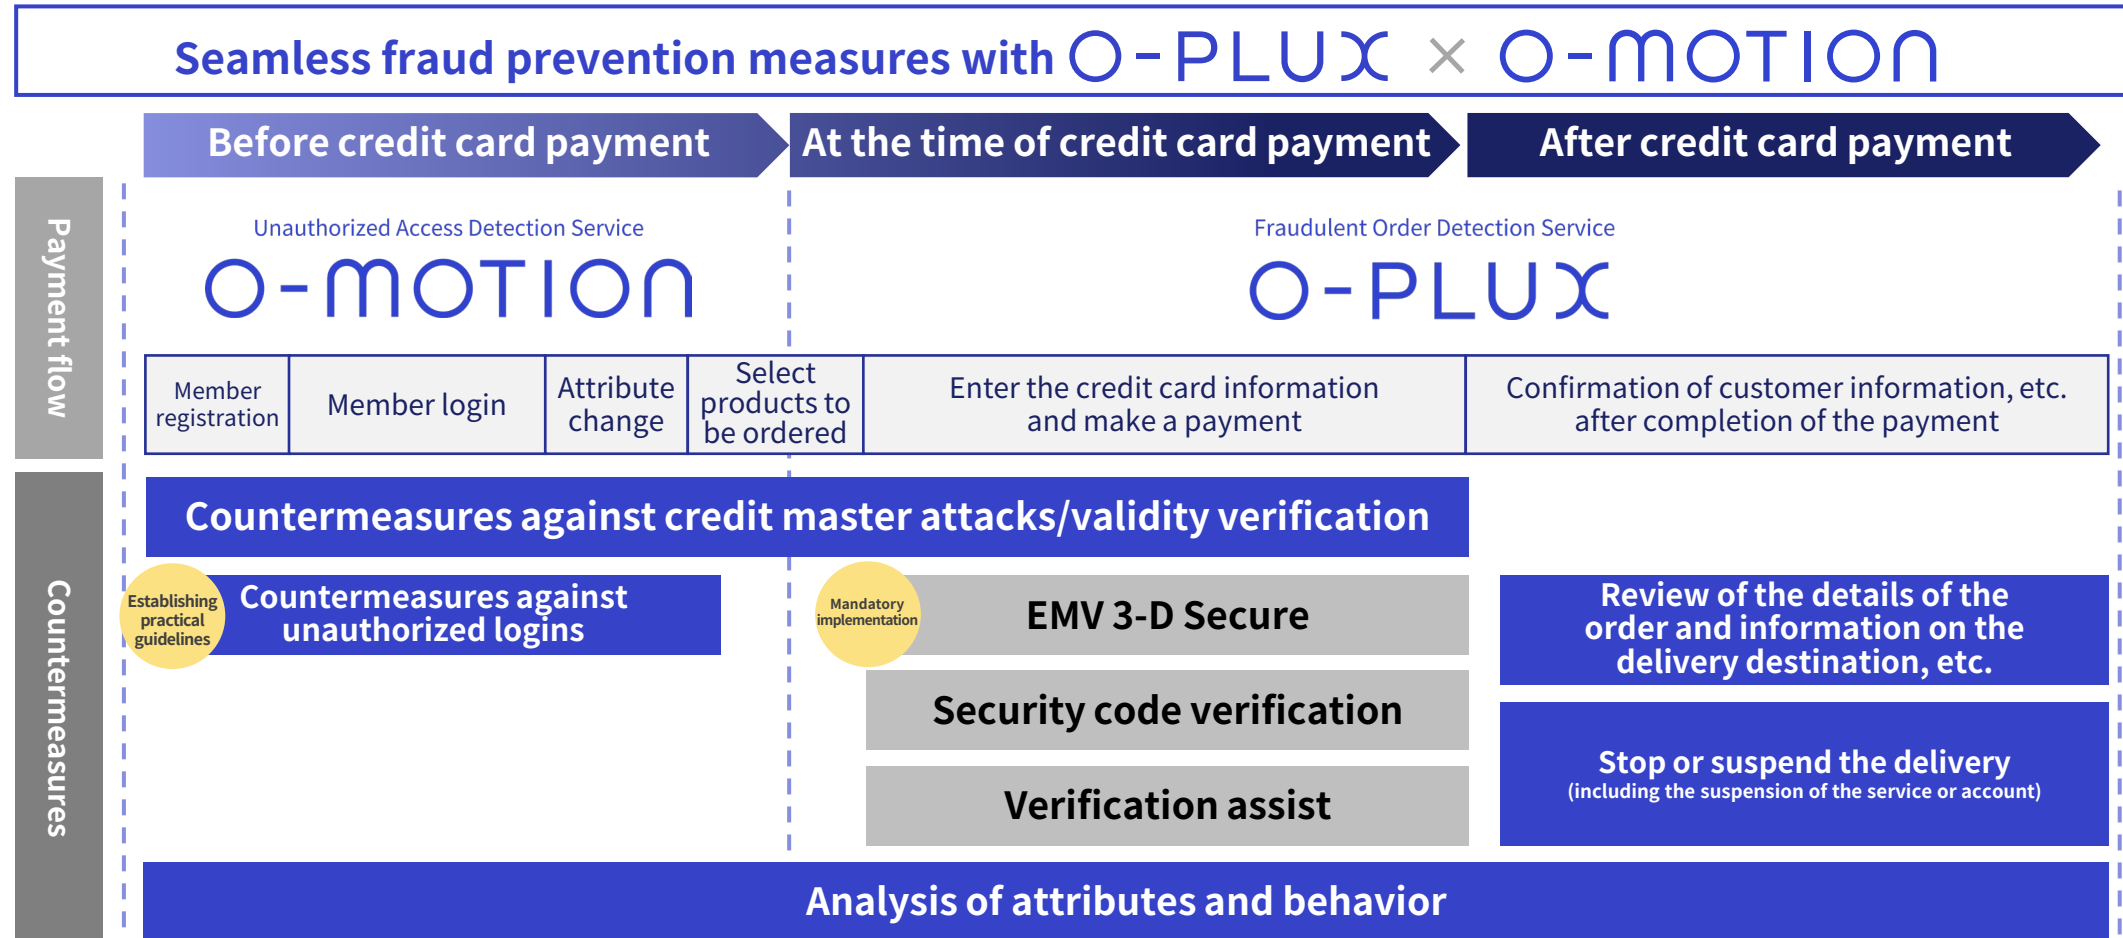 Seamless fraud prevention measures with O-PLUX × O-MOTION
Before credit card payment
At the time of credit card payment
After credit card payment
Payment flow
Unauthorized Access Detection Service
O-MOTION
Fraudulent Order Detection Service
O-PLUX
Member
registration
Member login
Attribute
change
Select
products to
be ordered
Enter the credit card information
and make a payment
Confirmation of customer information, etc.
after completion of the payment
Countermeasures
Countermeasures against credit master attacks/validity verification
Establishing
practical
guidelines
Countermeasures against
unauthorized logins
Mandatory
implementation
EMV 3-D Secure
Security code verification
Verification assist
Review of the details of the
order and information on the
delivery destination, etc.
Stop or suspend the delivery
(including the suspension of the service or account)
Analysis of attributes and behavior